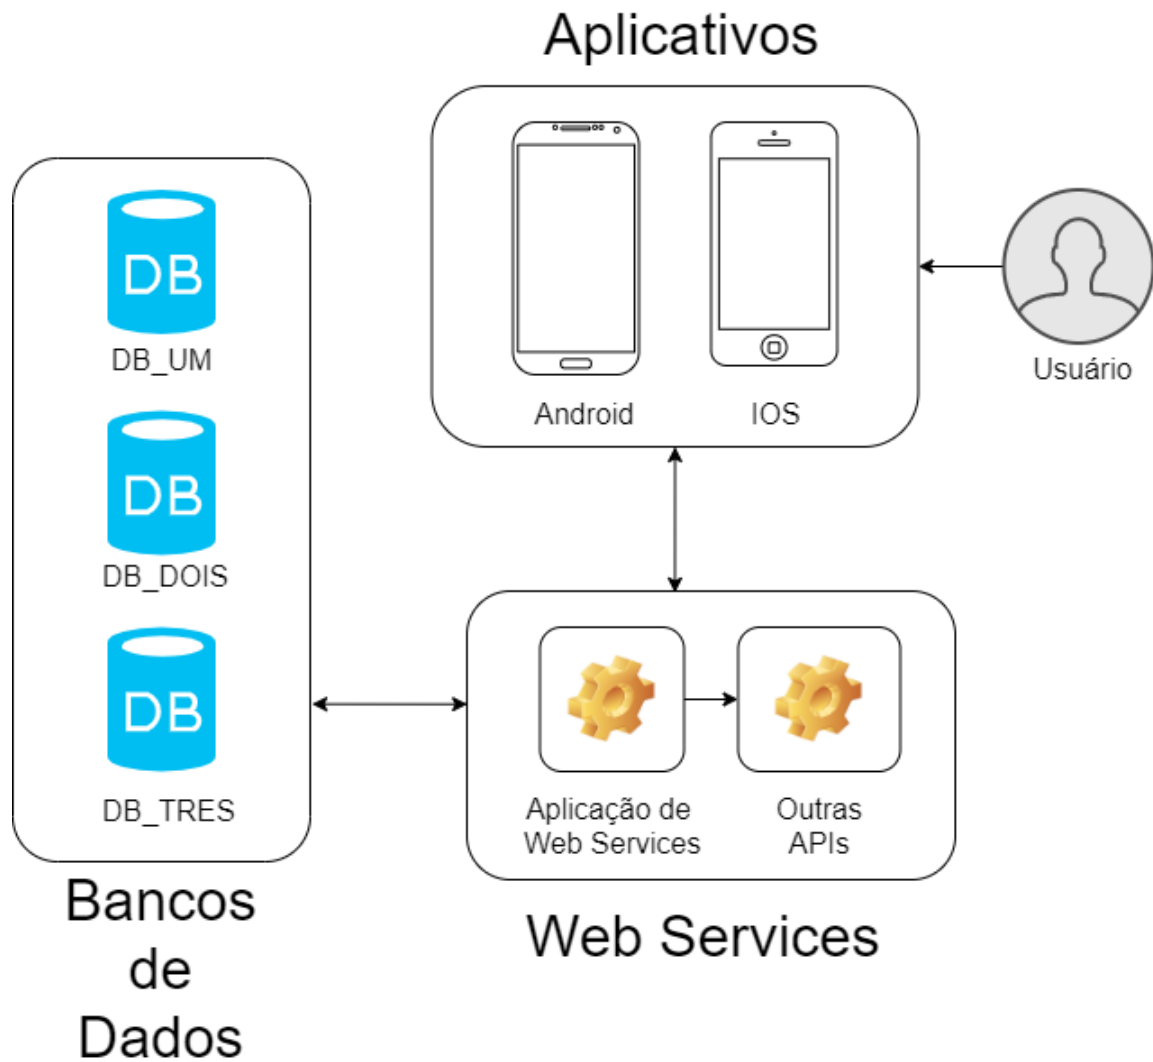 Aplicativos
Android
IOS
Usuário
DB
DB_UM
DB
DB_DOIS
DB
DB_TRES
Bancos
de
Dados
Aplicação de
Web Services
Outras
APIs
Web Services